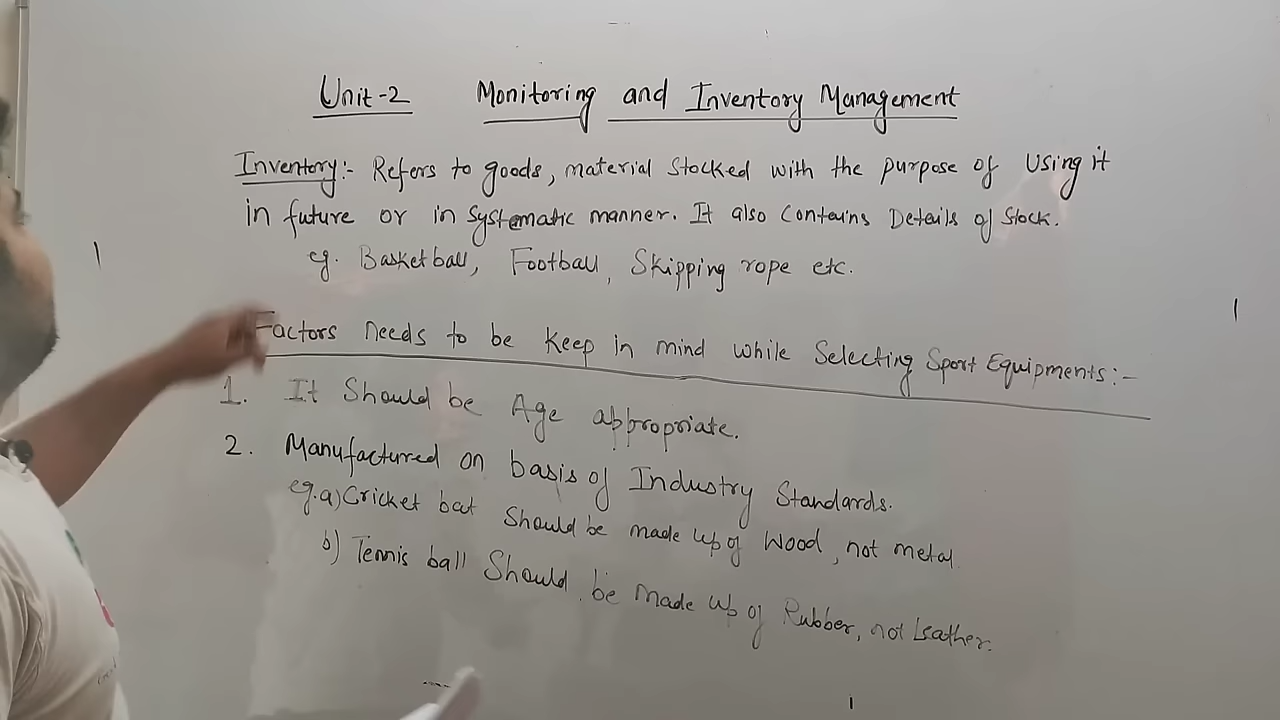 Unit-2 Monitoring and Inventory Management
Inventory:- Refers to goods, material stocked with the purpose of Using it
in future or in systematic manner. It also contains Details of stock.
eg. Basketball, Football, Skipping rope etc.
Factors needs to be keep in mind while Selecting Sport Equipments:-
1. It Should be Age appropriate.
2. Manufactured on basis of Industry Standards.
eg.a) Cricket bat Should be made up of Wood, not metal.
b) Tennis ball Should be made up of Rubber, not Leather.